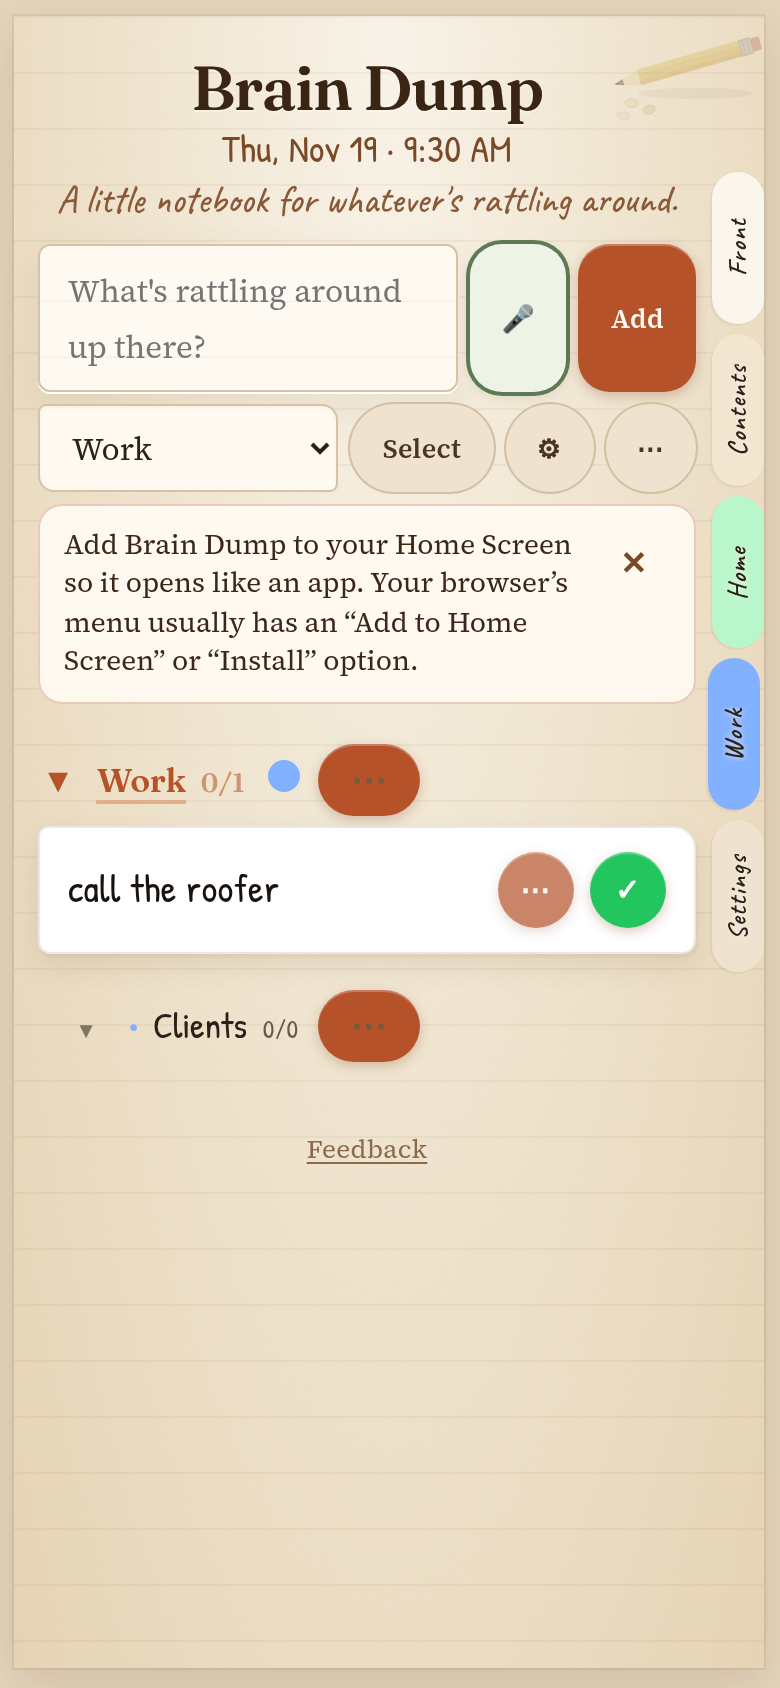 Brain Dump
Thu, Nov 19 · 9:30 AM
A little notebook for whatever's rattling around.
What's rattling around
up there?
Add
Work
Select
⚙
...
Add Brain Dump to your Home Screen
so it opens like an app. Your browser’s
menu usually has an “Add to Home
Screen” or “Install” option.
✕
▼ Work 0/1 ...
call the roofer ... ✓
▼ • Clients 0/0 ...
Feedback
Front
Contents
Home
Work
Settings